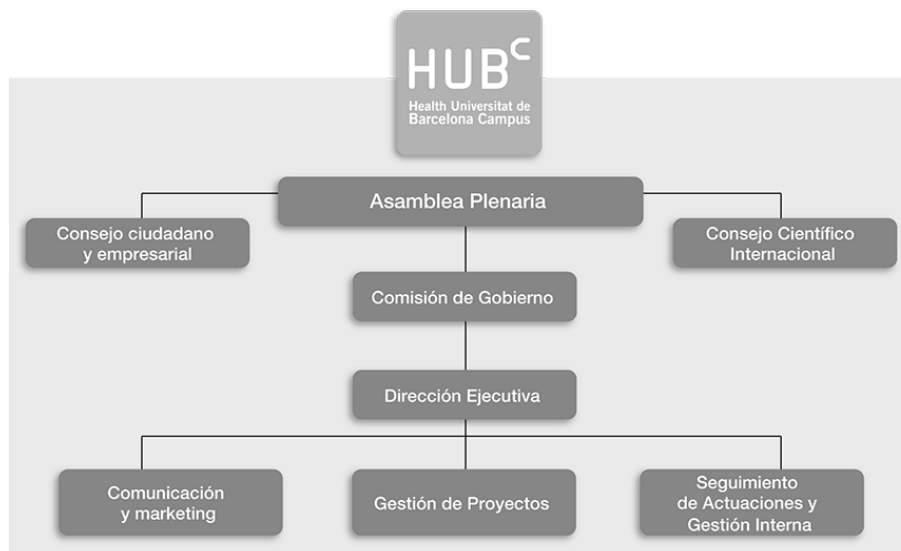 HUBc
Health Universitat de
Barcelona Campus
Asamblea Plenaria
Consejo ciudadano
y empresarial
Consejo Científico
Internacional
Comisión de Gobierno
Dirección Ejecutiva
Comunicación
y marketing
Gestión de Proyectos
Seguimiento
de Actuaciones y
Gestión Interna